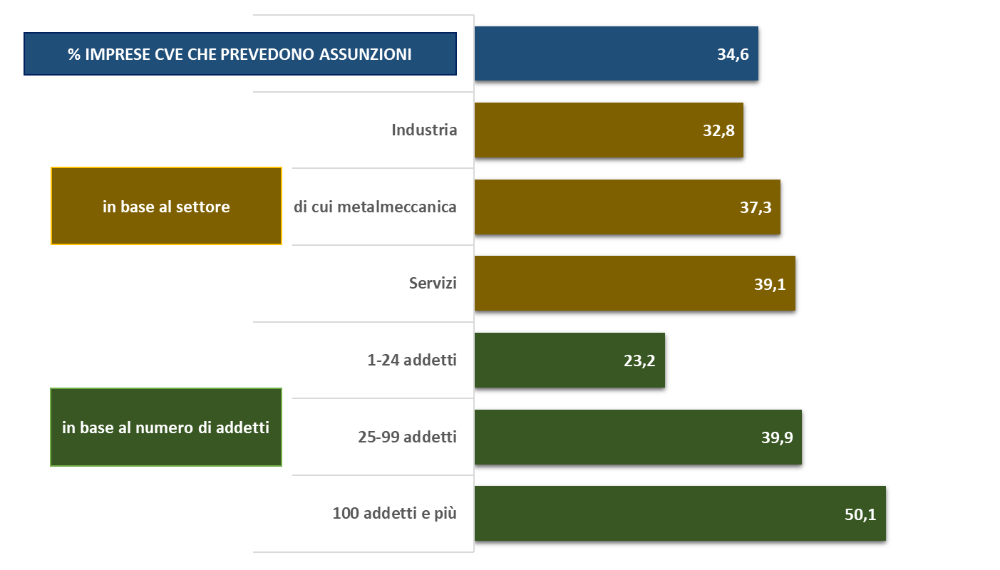 % IMPRESE CVE CHE PREVEDONO ASSUNZIONI
34,6
Industria
32,8
in base al settore
di cui metalmeccanica
37,3
Servizi
39,1
1-24 addetti
23,2
in base al numero di addetti
25-99 addetti
39,9
100 addetti e più
50,1